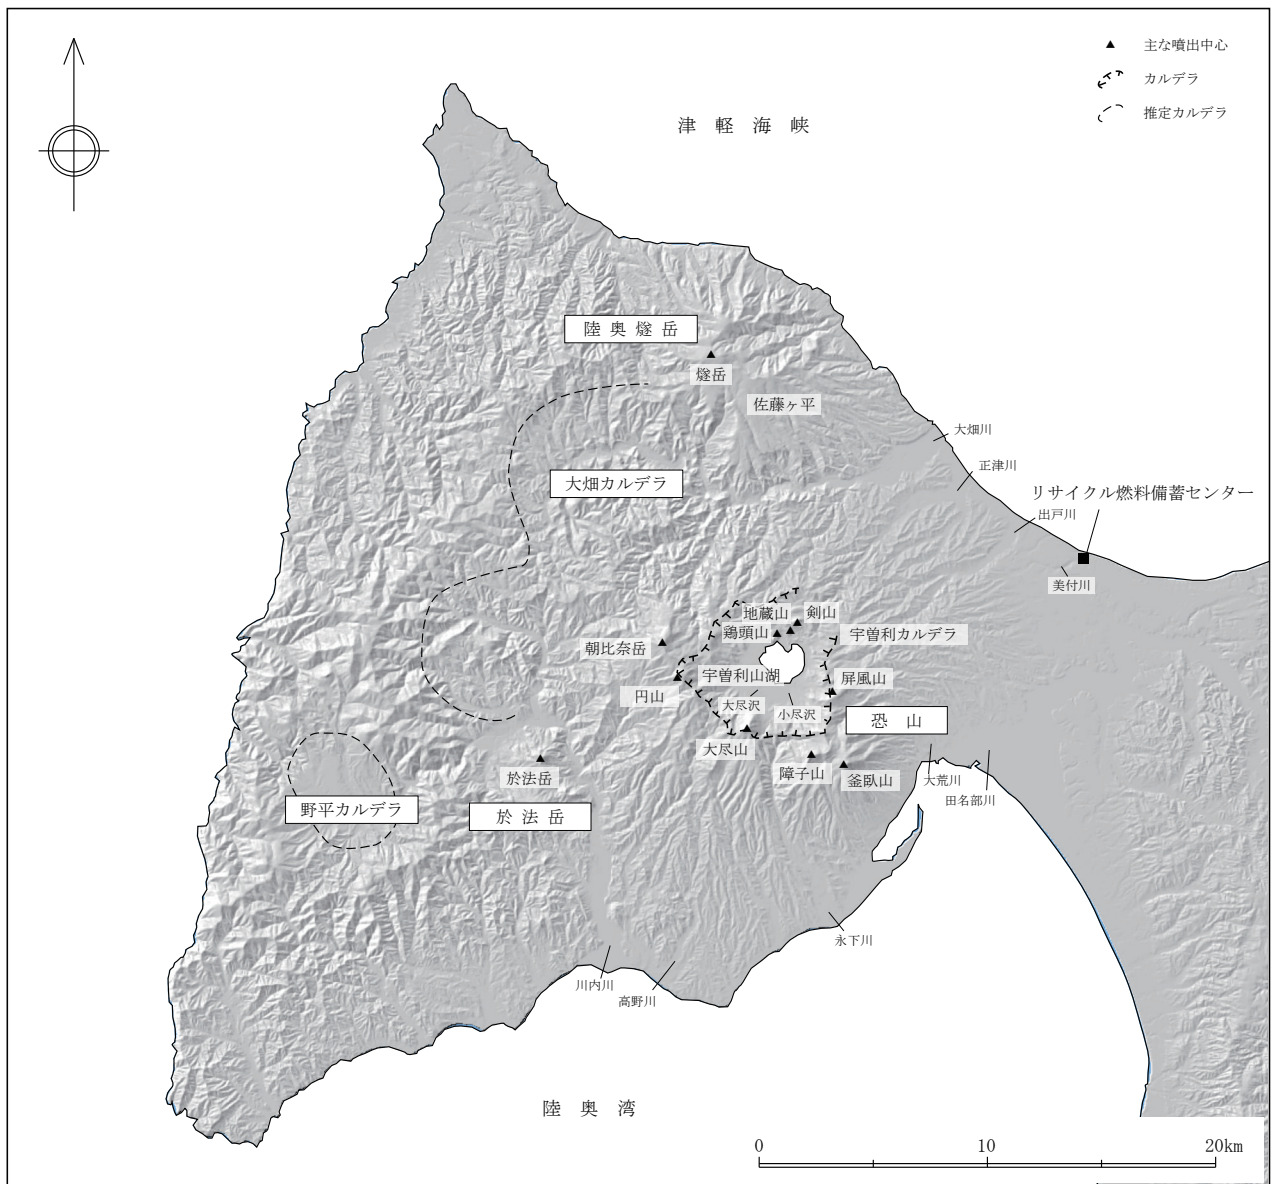 主な噴出中心
カルデラ
推定カルデラ
津軽海峡
陸奥燧岳
燧岳
佐藤ヶ平
大畑川
大畑カルデラ
正津川
リサイクル燃料備蓄センター
出戸川
美付川
地蔵山
剣山
鶏頭山
宇曽利カルデラ
朝比奈岳
宇曽利山湖
屏風山
円山
大尽沢
小尽沢
恐山
大尽山
障子山
釜臥山
大荒川
田名部川
於法岳
野平カルデラ
於法岳
永下川
川内川
高野川
陸奥湾
0 10 20km